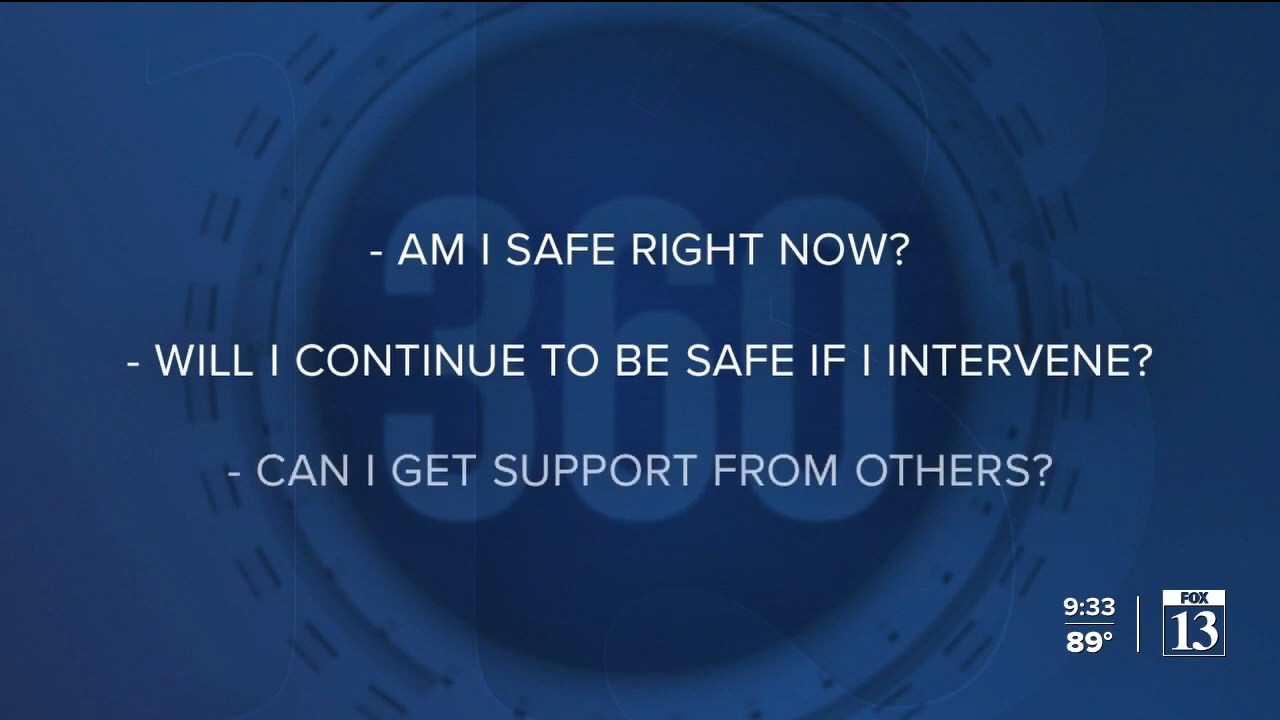 360
- AM I SAFE RIGHT NOW?
- WILL I CONTINUE TO BE SAFE IF I INTERVENE?
- CAN I GET SUPPORT FROM OTHERS?
9:33
89°
FOX
13